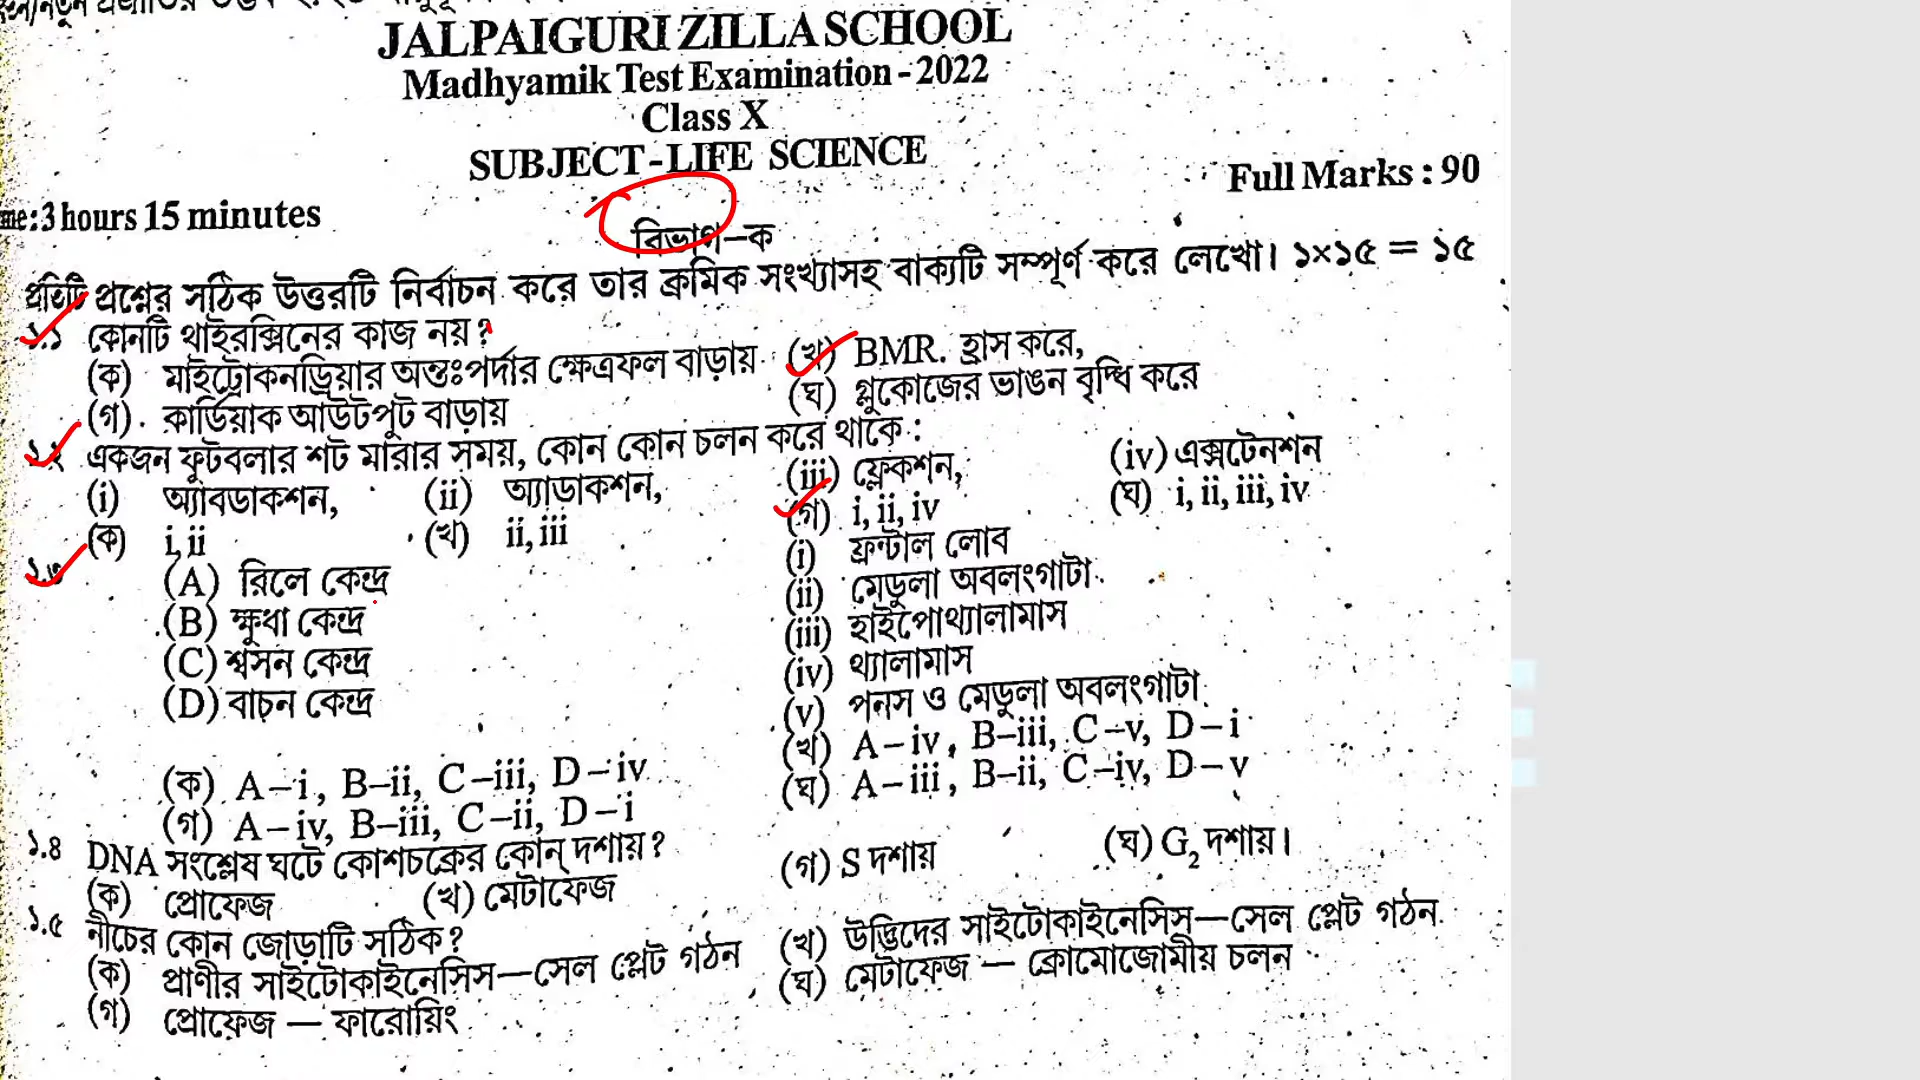 JALPAIGURI ZILLA SCHOOL
Madhyamik Test Examination - 2022
Class X
SUBJECT - LIFE SCIENCE
Full Marks : 90
me: 3 hours 15 minutes
বিভাগ–ক
প্রতিটি প্রশ্নের সঠিক উত্তরটি নির্বাচন করে তার ক্রমিক সংখ্যাসহ বাক্যটি সম্পূর্ণ করে লেখো। ১×১৫ = ১৫
১.১ কোনটি থাইরক্সিনের কাজ নয়?
(ক) মাইট্রোকনড্রিয়ার অন্তঃপর্দার ক্ষেত্রফল বাড়ায় (খ) BMR. হ্রাস করে,
(গ) কার্ডিয়াক আউটপুট বাড়ায় (ঘ) গ্লুকোজের ভাঙন বৃদ্ধি করে
১.২ একজন ফুটবলার শট মারার সময়, কোন কোন চলন করে থাকে :
(i) অ্যাবডাকশন, (ii) অ্যাডাকশন, (iii) ফ্লেকশন, (iv) এক্সটেনশন
(ক) i, ii (খ) ii, iii (গ) i, ii, iv (ঘ) i, ii, iii, iv
১.৩ (A) রিলে কেন্দ্র (i) ফ্রন্টাল লোব
(B) ক্ষুধা কেন্দ্র (ii) মেডুলা অবলংগাটা
(C) শ্বসন কেন্দ্র (iii) হাইপোথ্যালামাস
(D) বাচন কেন্দ্র (iv) থ্যালামাস
(v) পনস ও মেডুলা অবলংগাটা
(ক) A–i, B–ii, C–iii, D–iv (খ) A–iv, B–iii, C–v, D–i
(গ) A–iv, B–iii, C–ii, D–i (ঘ) A–iii, B–ii, C–iv, D–v
১.৪ DNA সংশ্লেষ ঘটে কোশচক্রের কোন্ দশায়?
(ক) প্রোফেজ (খ) মেটাফেজ (গ) S দশায় (ঘ) G₂ দশায়।
১.৫ নীচের কোন জোড়াটি সঠিক?
(ক) প্রাণীর সাইটোকাইনেসিস—সেল প্লেট গঠন (খ) উদ্ভিদের সাইটোকাইনেসিস—সেল প্লেট গঠন
(গ) প্রোফেজ — ফারোয়িং (ঘ) মেটাফেজ — ক্রোমোজোমীয় চলন